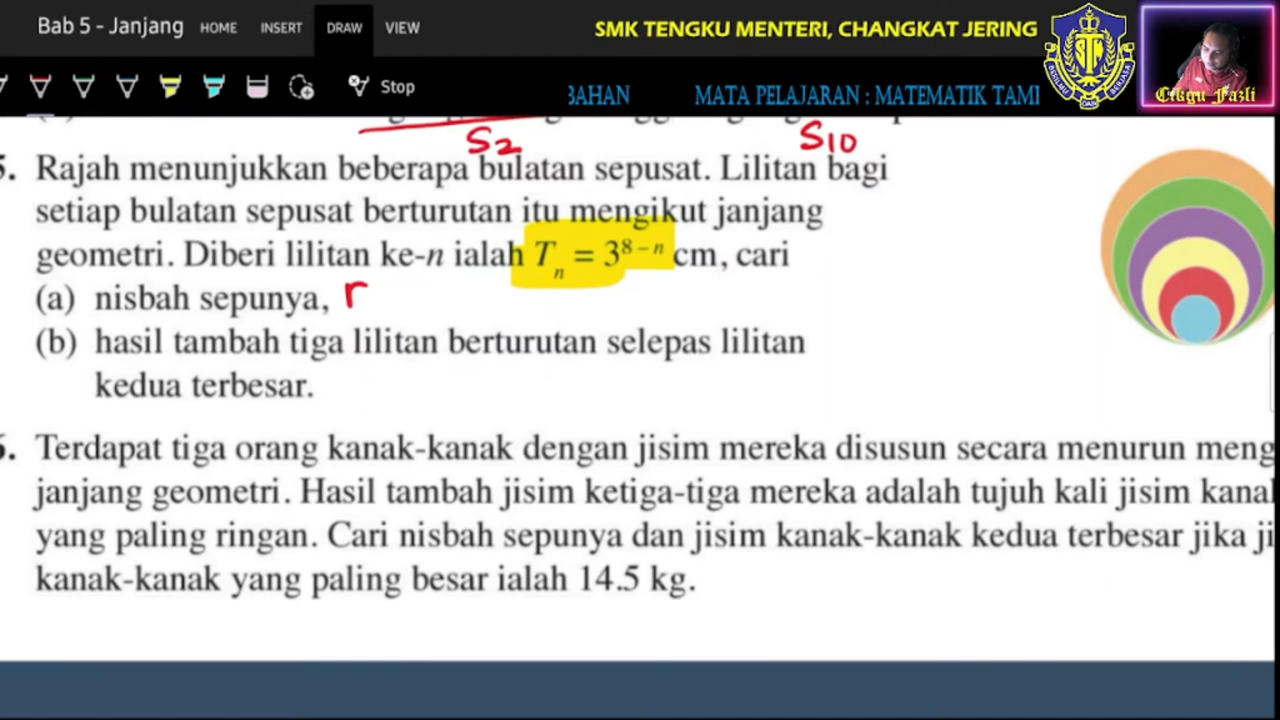 Bab 5 - Janjang HOME INSERT DRAW VIEW
SMK TENGKU MENTERI, CHANGKAT JERING
Stop
BAHAN MATA PELAJARAN : MATEMATIK TAMI
Cikgu Fazli
S2 S10
5. Rajah menunjukkan beberapa bulatan sepusat. Lilitan bagi
setiap bulatan sepusat berturutan itu mengikut janjang
geometri. Diberi lilitan ke-n ialah Tₙ = 3⁸⁻ⁿ cm, cari
(a) nisbah sepunya, r
(b) hasil tambah tiga lilitan berturutan selepas lilitan
kedua terbesar.
6. Terdapat tiga orang kanak-kanak dengan jisim mereka disusun secara menurun meng
janjang geometri. Hasil tambah jisim ketiga-tiga mereka adalah tujuh kali jisim kanak
yang paling ringan. Cari nisbah sepunya dan jisim kanak-kanak kedua terbesar jika ji
kanak-kanak yang paling besar ialah 14.5 kg.